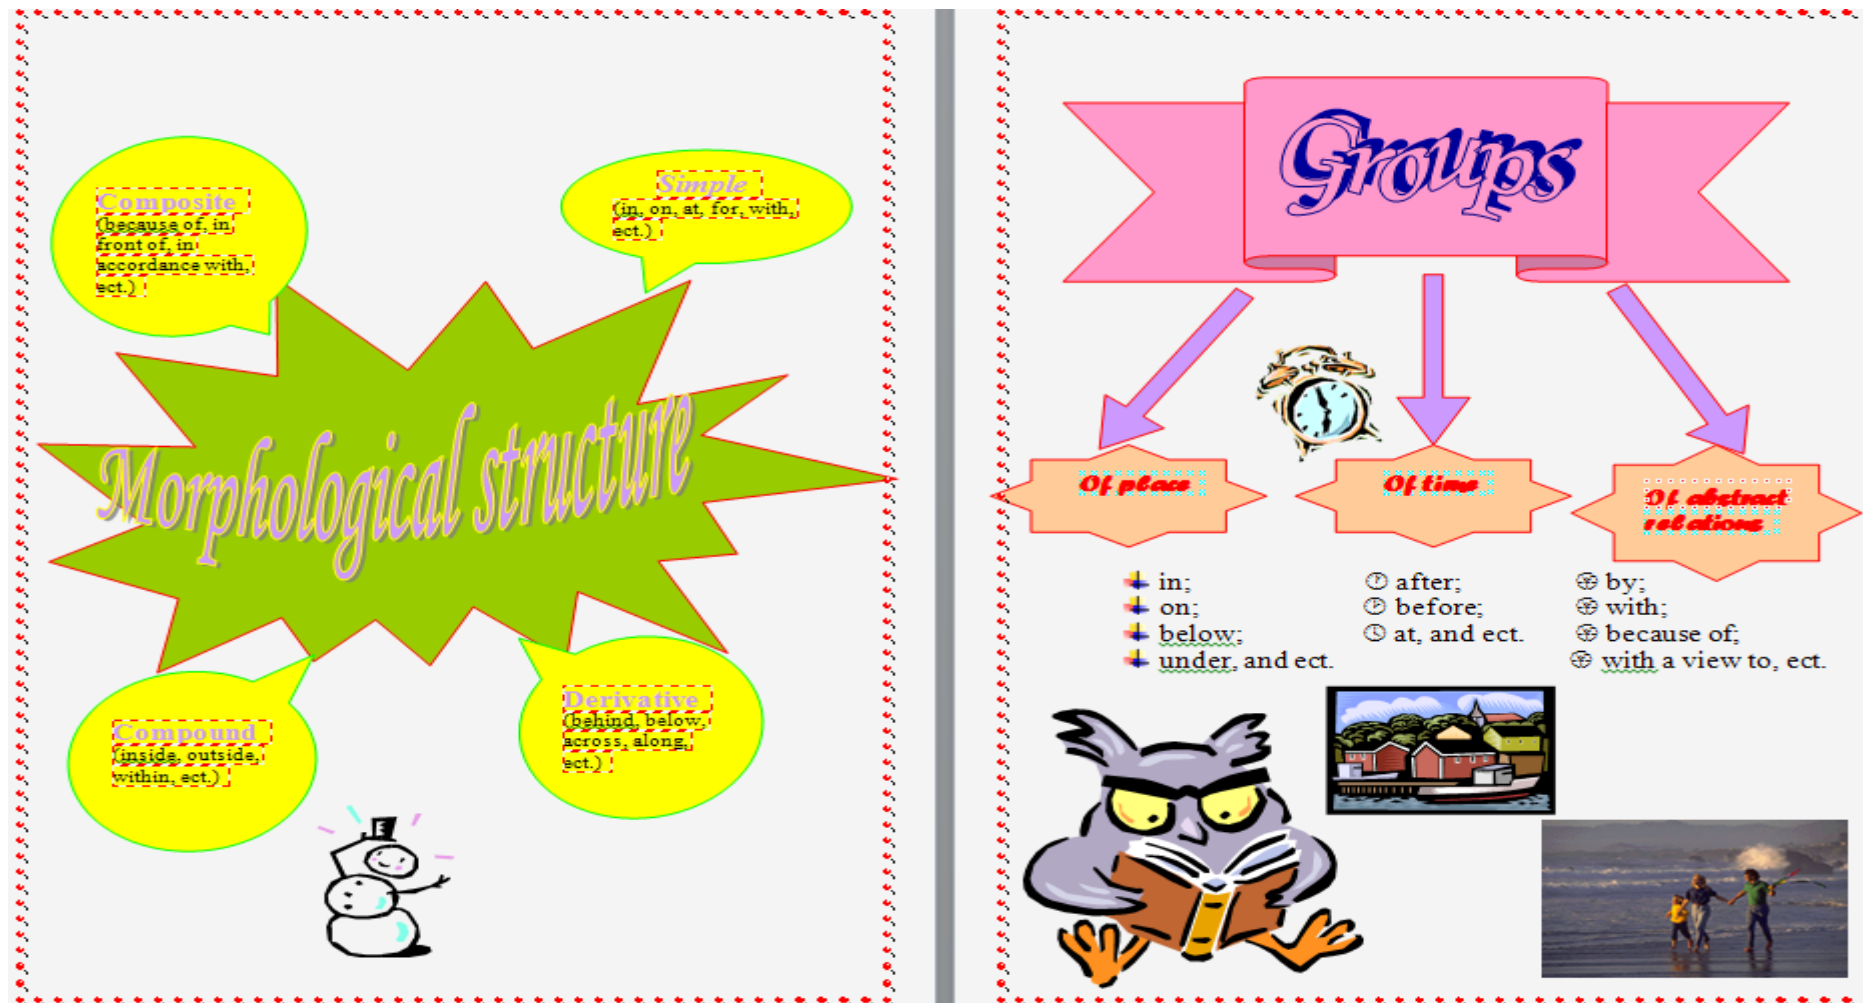 Composite
(because of, in
front of, in
accordance with,
ect.)
Simple
(in, on, at, for, with,
ect.)
Morphological structure
Compound
(inside, outside,
within, ect.)
Derivative
(behind, below,
across, along,
ect.)
Groups
Of place
Of time
Of abstract
relations
in;
on;
below;
under, and ect.
after;
before;
at, and ect.
by;
with;
because of;
with a view to, ect.